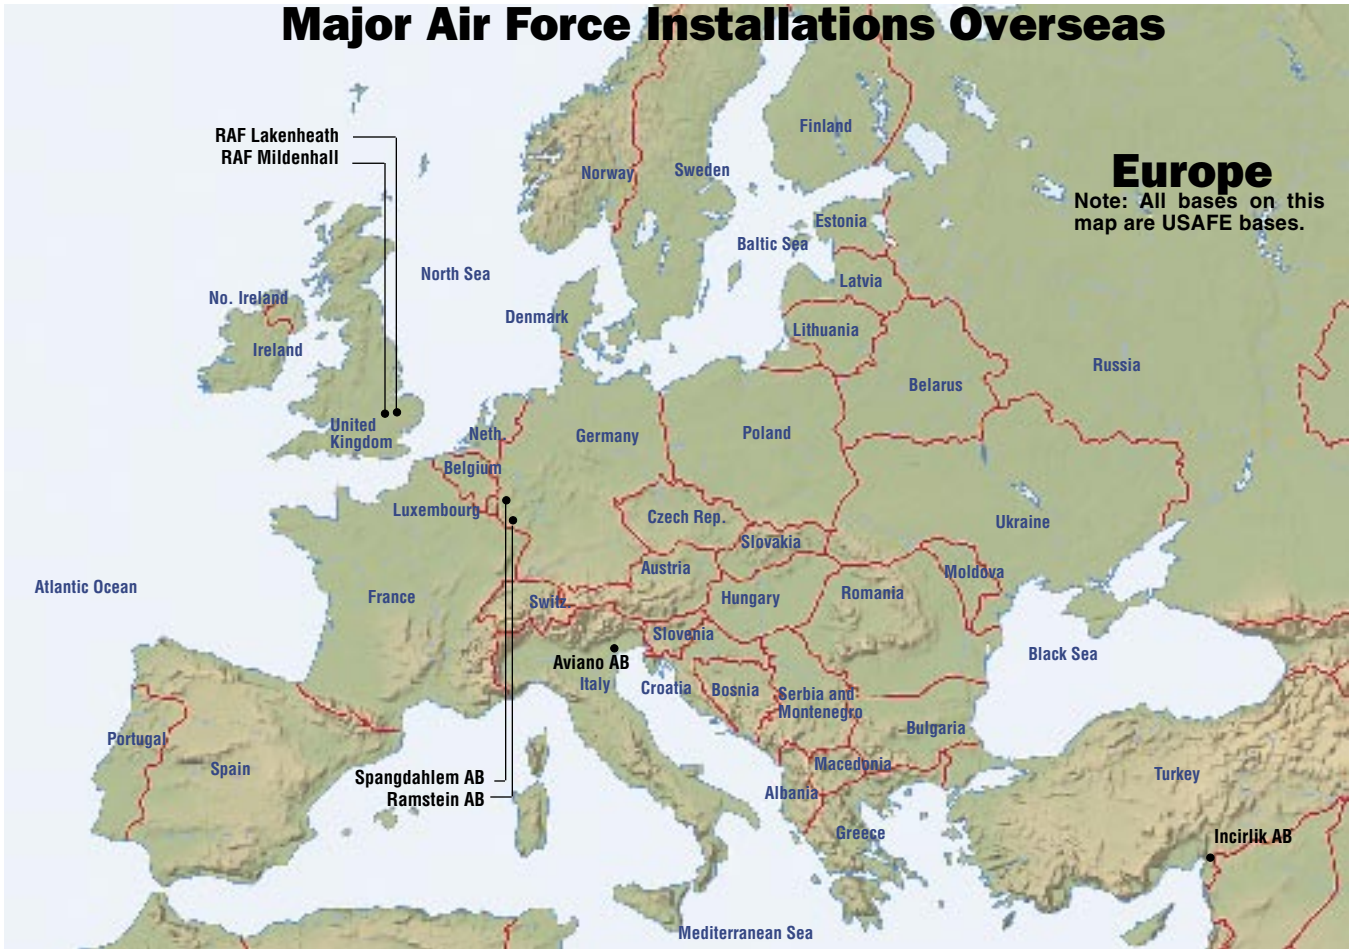 Major Air Force Installations Overseas
RAF Lakenheath
RAF Mildenhall
Finland
Norway
Sweden
Europe
Note: All bases on this
map are USAFE bases.
Estonia
Baltic Sea
North Sea
Latvia
No. Ireland
Denmark
Lithuania
Ireland
Russia
Belarus
United
Kingdom
Neth
Germany
Poland
Belgium
Luxembourg
Czech Rep.
Ukraine
Slovakia
Austria
Moldova
Atlantic Ocean
France
Switz.
Hungary
Romania
Slovenia
Black Sea
Aviano AB
Italy
Croatia
Bosnia
Serbia and
Montenegro
Bulgaria
Portugal
Spain
Macedonia
Turkey
Spangdahlem AB
Ramstein AB
Albania
Greece
Incirlik AB
Mediterranean Sea